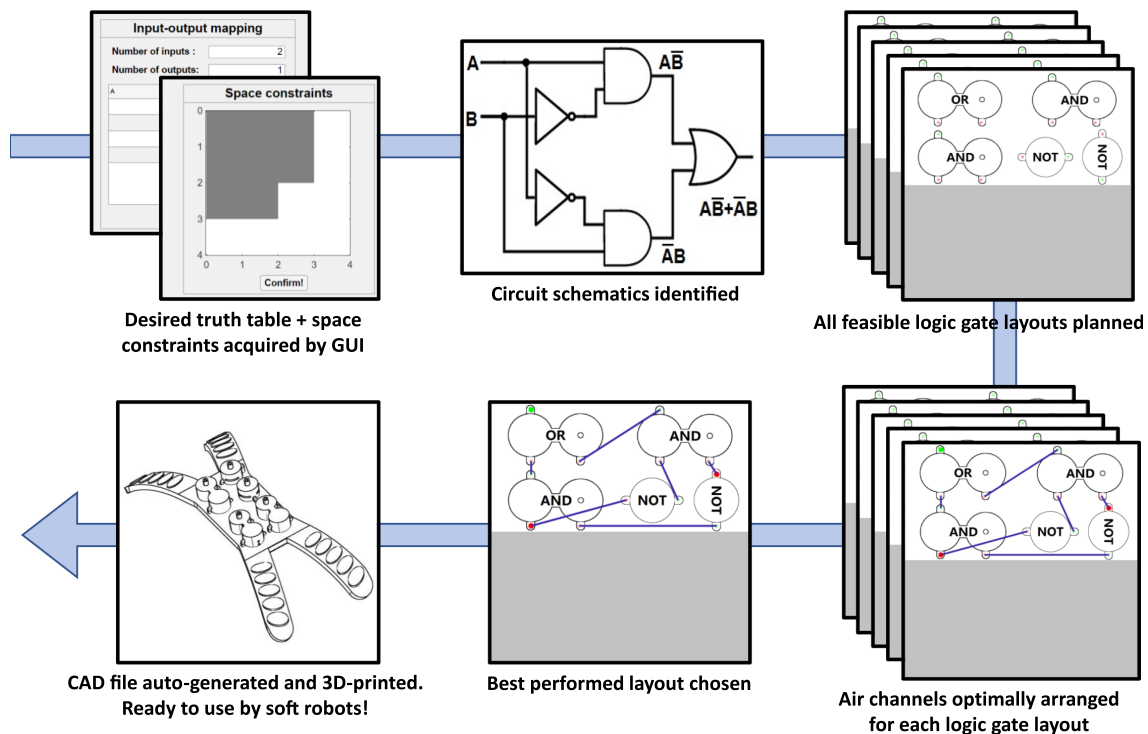 Input-output mapping
Number of inputs :
2
Number of outputs:
1
A
Space constraints
0
1
2
3
4
0
1
2
3
4
Confirm!
Desired truth table + space
constraints acquired by GUI
A
B
AB̅
A̅B
AB̅+A̅B
Circuit schematics identified
OR
AND
AND
NOT
NOT
All feasible logic gate layouts planned
OR
AND
AND
NOT
NOT
Air channels optimally arranged
for each logic gate layout
OR
AND
AND
NOT
NOT
Best performed layout chosen
CAD file auto-generated and 3D-printed.
Ready to use by soft robots!